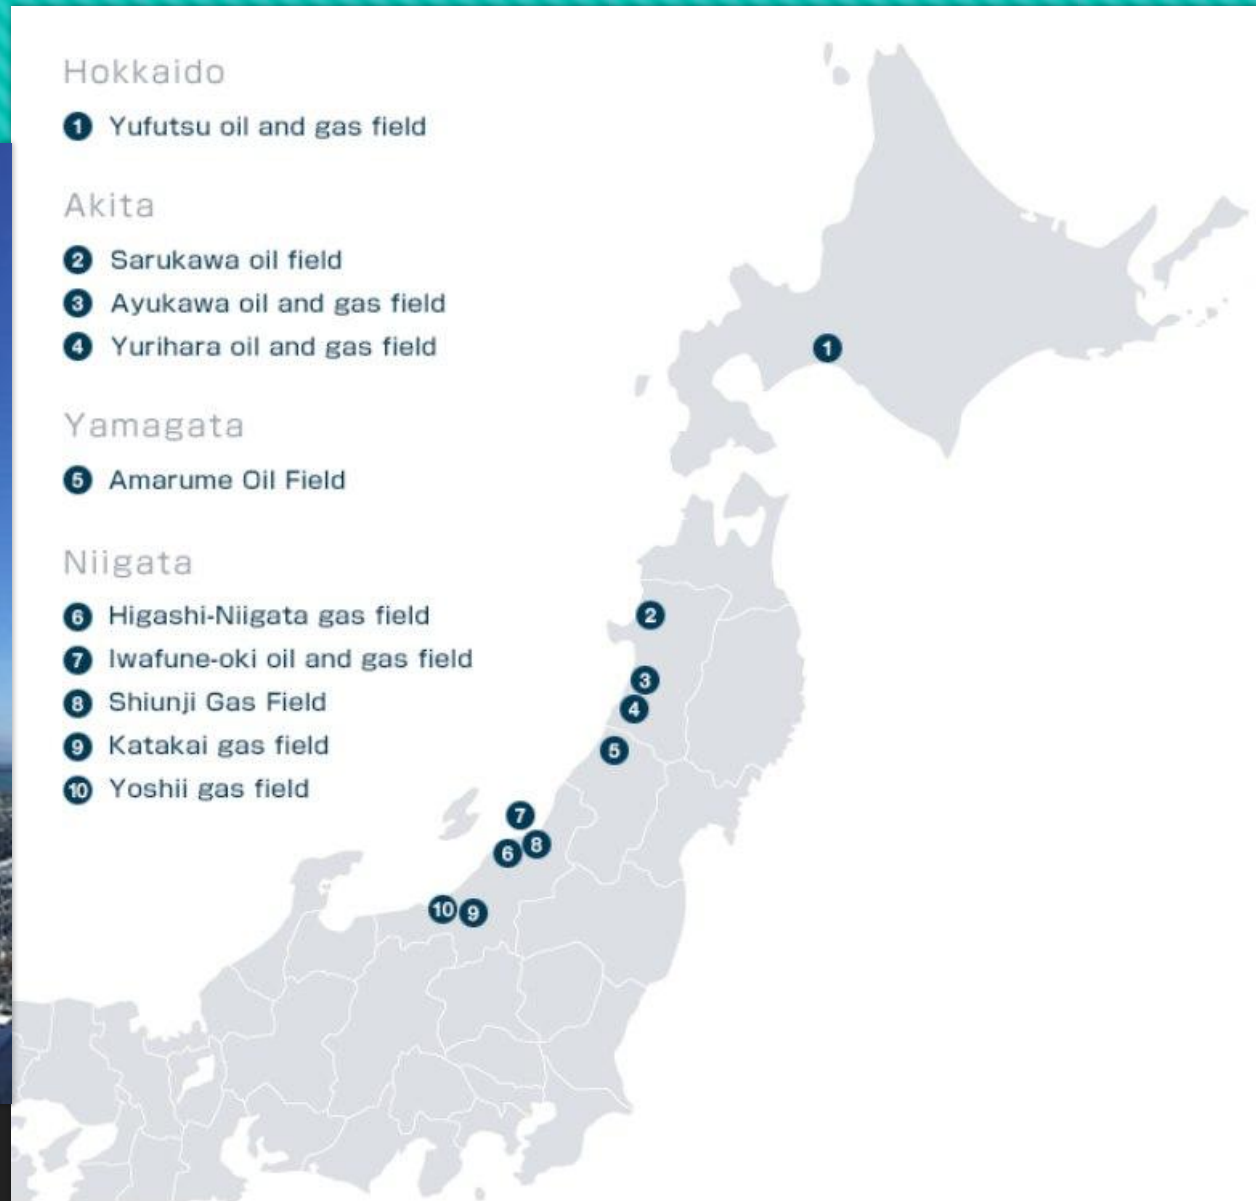 Hokkaido
1 Yufutsu oil and gas field
Akita
2 Sarukawa oil field
3 Ayukawa oil and gas field
4 Yurihara oil and gas field
Yamagata
5 Amarume Oil Field
Niigata
6 Higashi-Niigata gas field
7 Iwafune-oki oil and gas field
8 Shiunji Gas Field
9 Katakai gas field
10 Yoshii gas field
1
2
3
4
5
7
6 8
10 9